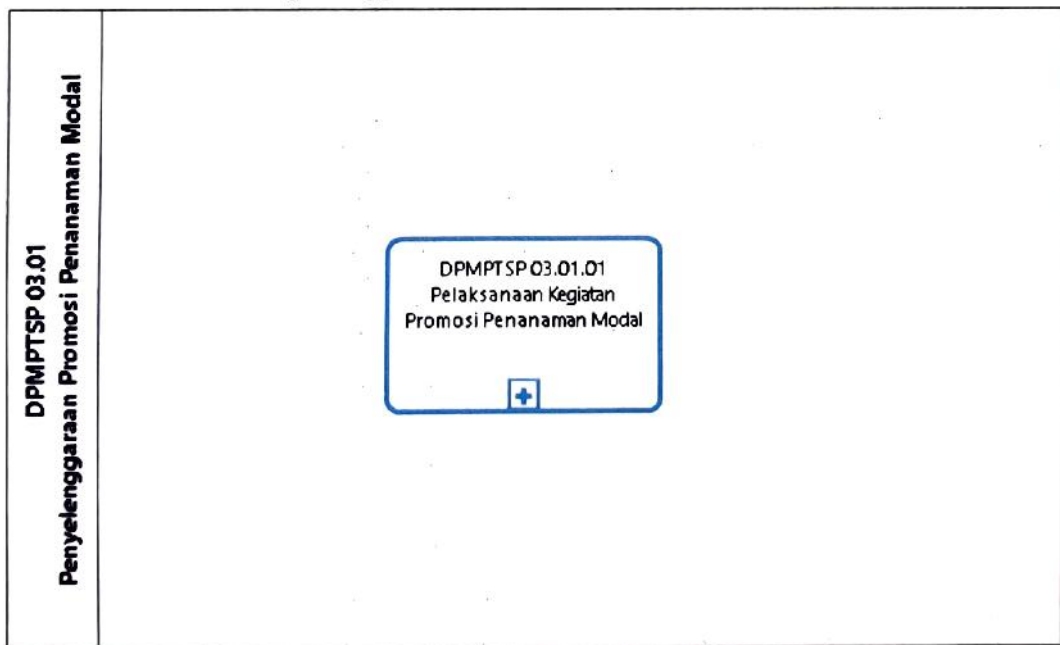 DPMPTSP 03.01
Penyelenggaraan Promosi Penanaman Modal
DPMPTSP 03.01.01
Pelaksanaan Kegiatan
Promosi Penanaman Modal